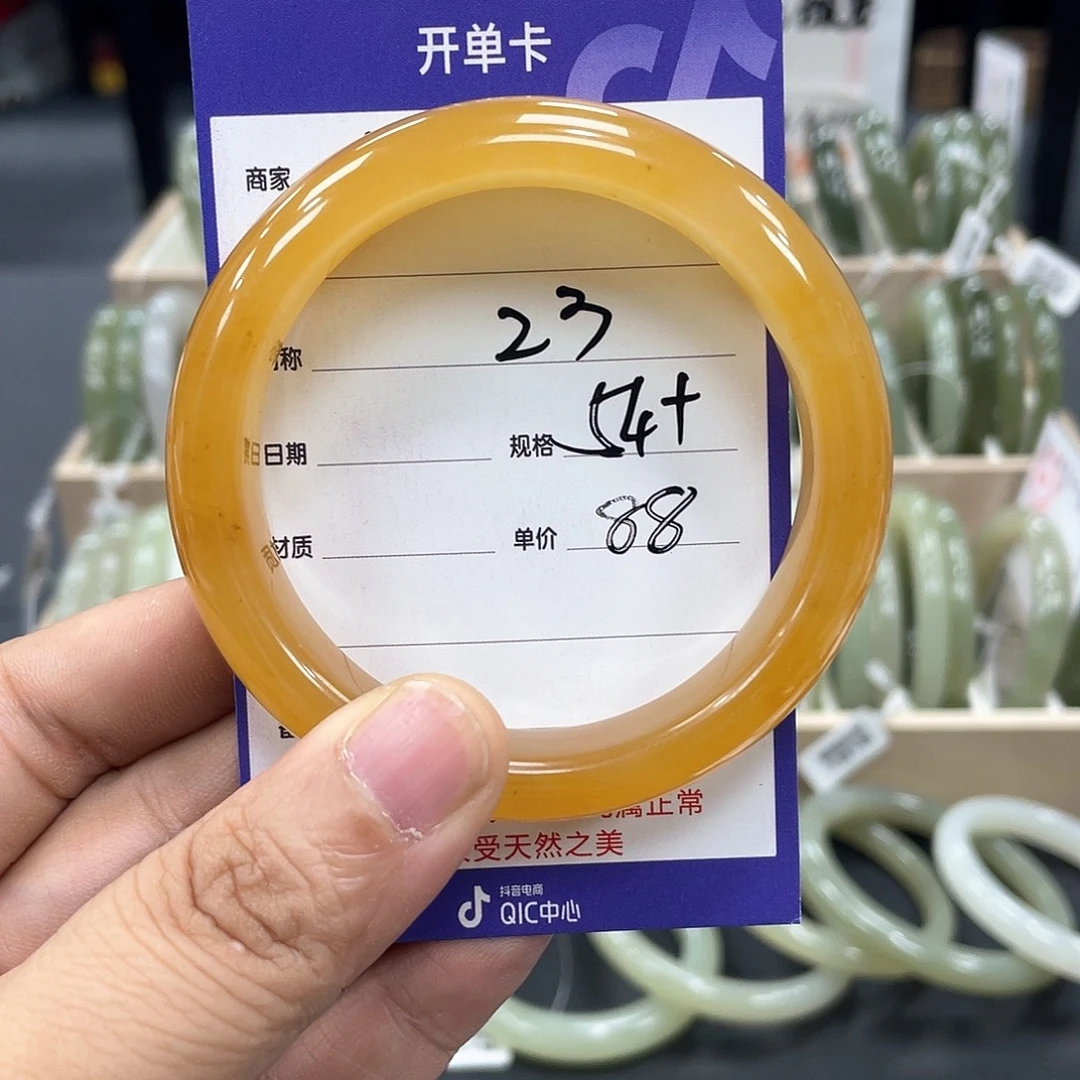 开单卡
商家
称 23
日日期 规格 54+
材质 单价 88
属正常
受天然之美
抖音电商
QIC中心